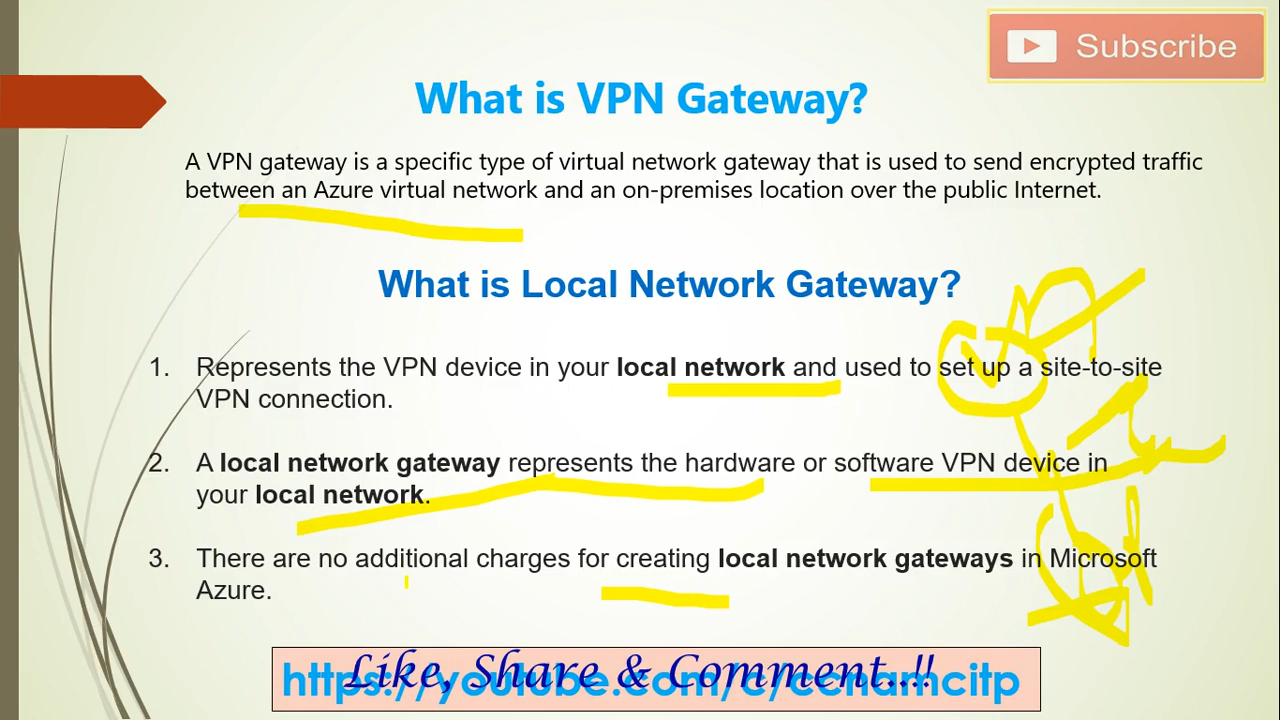 Subscribe
What is VPN Gateway?
A VPN gateway is a specific type of virtual network gateway that is used to send encrypted traffic
between an Azure virtual network and an on-premises location over the public Internet.
What is Local Network Gateway?
1. Represents the VPN device in your local network and used to set up a site-to-site
VPN connection.
2. A local network gateway represents the hardware or software VPN device in
your local network.
3. There are no additional charges for creating local network gateways in Microsoft
Azure.
Like, Share & Comment..!!
https://youtube.com/c/ccnamcitp